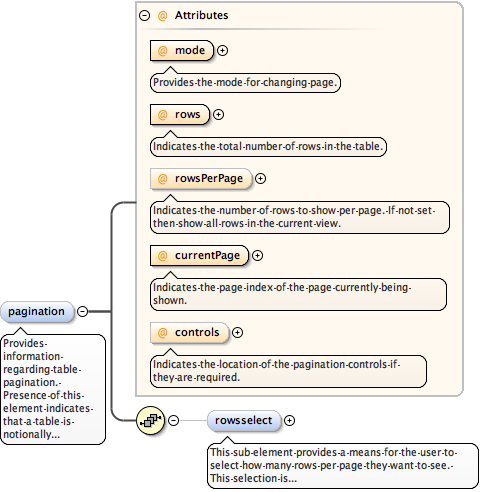 @ Attributes
@ mode
Provides-the-mode-for-changing-page.
@ rows
Indicates-the-total-number-of-rows-in-the-table.
@ rowsPerPage
Indicates-the-number-of-rows-to-show-per-page.-If-not-set-
then-show-all-rows-in-the-current-view.
@ currentPage
Indicates-the-page-index-of-the-page-currently-being-
shown.
@ controls
Indicates-the-location-of-the-pagination-controls-if-
they-are-required.
pagination
Provides-
information-
regarding-table-
pagination.-
Presence-of-this-
element-indicates-
that-a-table-is-
notionally...
rowsselect
This-sub-element-provides-a-means-for-the-user-to-
select-how-many-rows-per-page-they-want-to-see.-
This-selection-is...